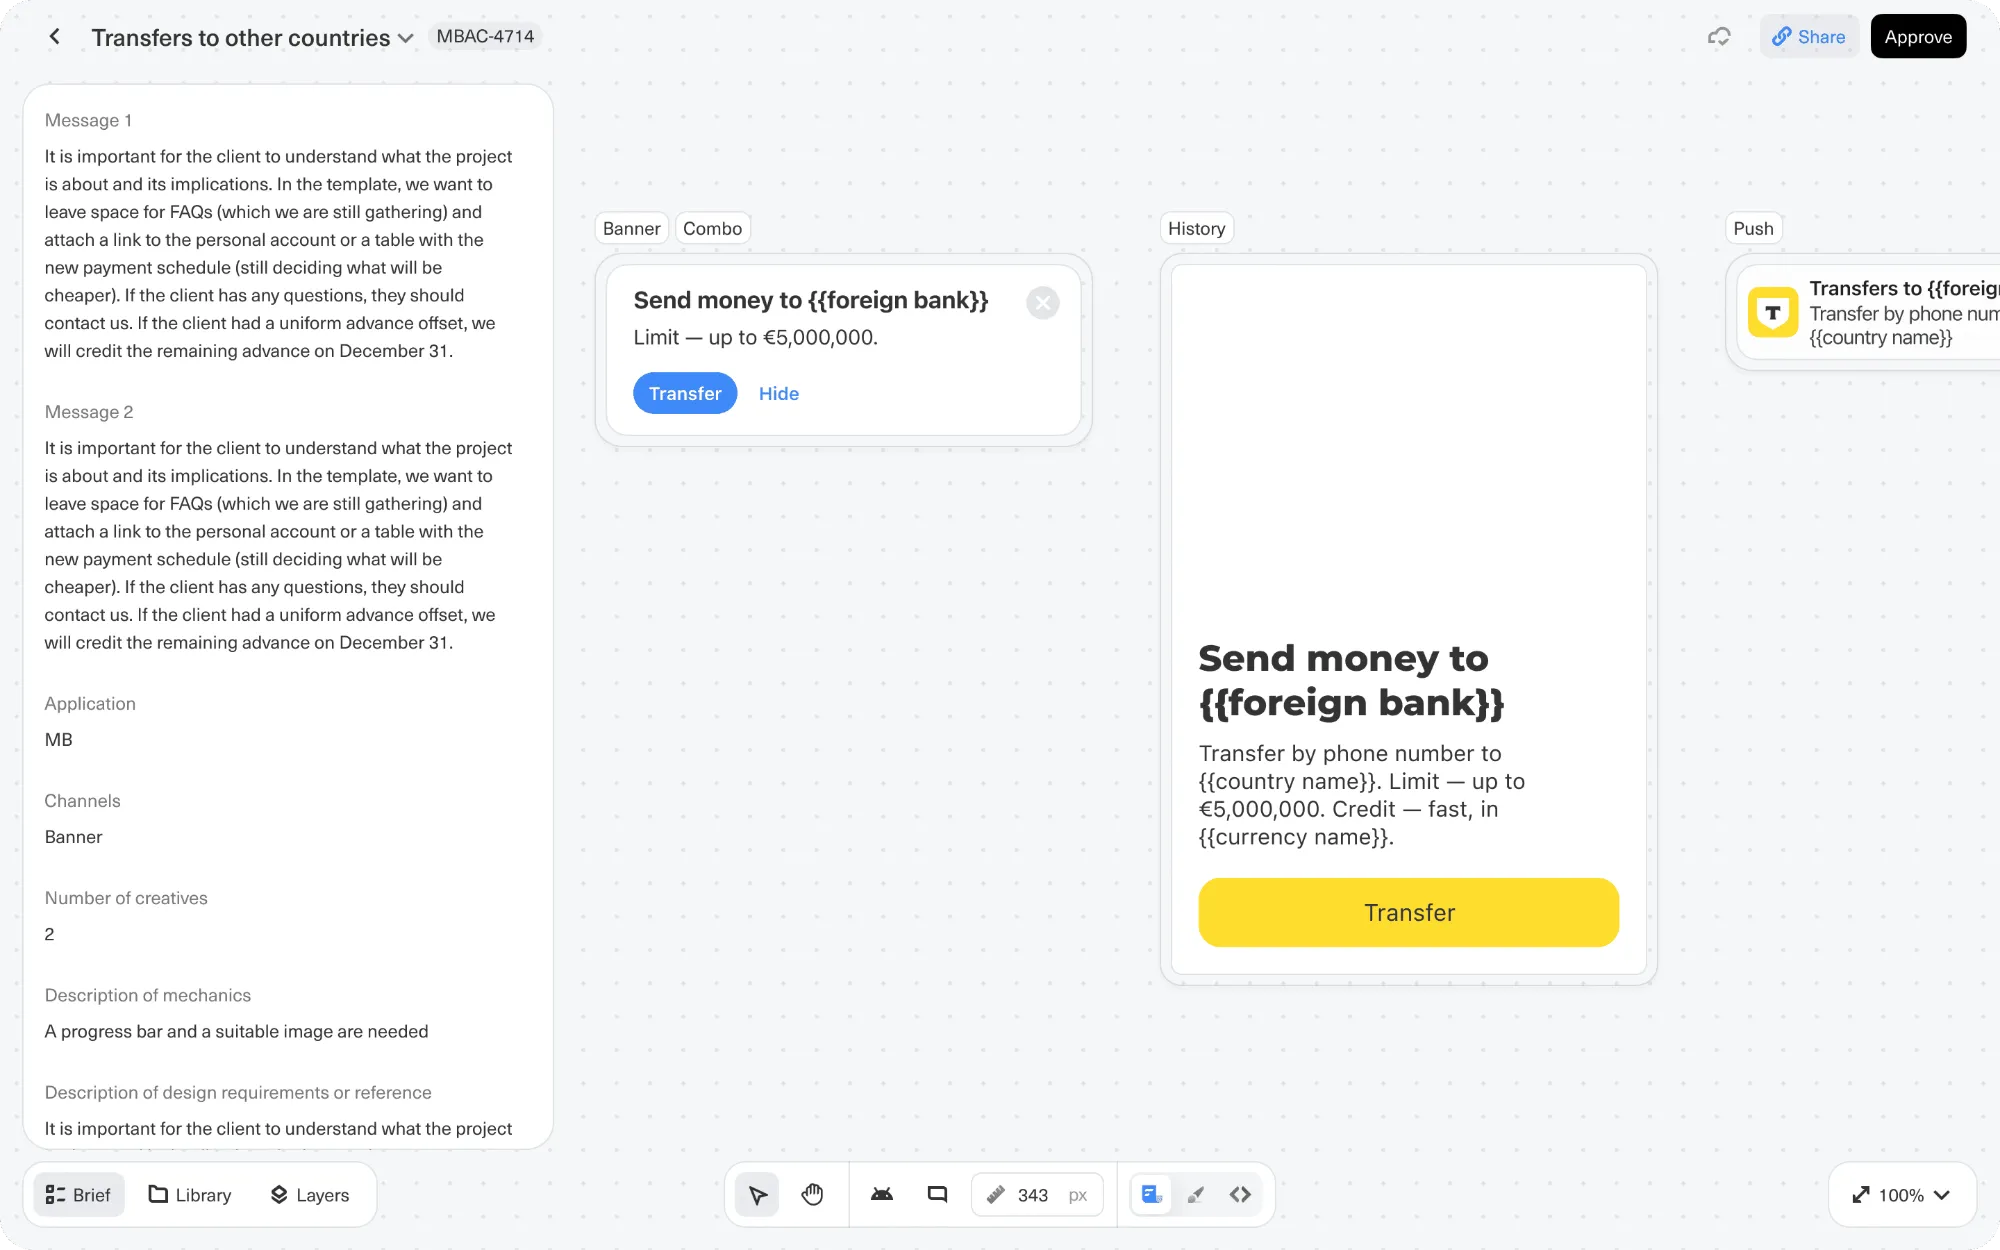 Transfers to other countries
MBAC-4714
Share
Approve
Message 1
It is important for the client to understand what the project
is about and its implications. In the template, we want to
leave space for FAQs (which we are still gathering) and
attach a link to the personal account or a table with the
new payment schedule (still deciding what will be
cheaper). If the client has any questions, they should
contact us. If the client had a uniform advance offset, we
will credit the remaining advance on December 31.
Message 2
It is important for the client to understand what the project
is about and its implications. In the template, we want to
leave space for FAQs (which we are still gathering) and
attach a link to the personal account or a table with the
new payment schedule (still deciding what will be
cheaper). If the client has any questions, they should
contact us. If the client had a uniform advance offset, we
will credit the remaining advance on December 31.
Application
MB
Channels
Banner
Number of creatives
2
Description of mechanics
A progress bar and a suitable image are needed
Description of design requirements or reference
It is important for the client to understand what the project
Banner
Combo
Send money to {{foreign bank}}
Limit — up to €5,000,000.
Transfer
Hide
History
Send money to
{{foreign bank}}
Transfer by phone number to
{{country name}}. Limit — up to
€5,000,000. Credit — fast, in
{{currency name}}.
Transfer
Push
T
Transfers to {{foreig
Transfer by phone num
{{country name}}
Brief
Library
Layers
343 px
100%